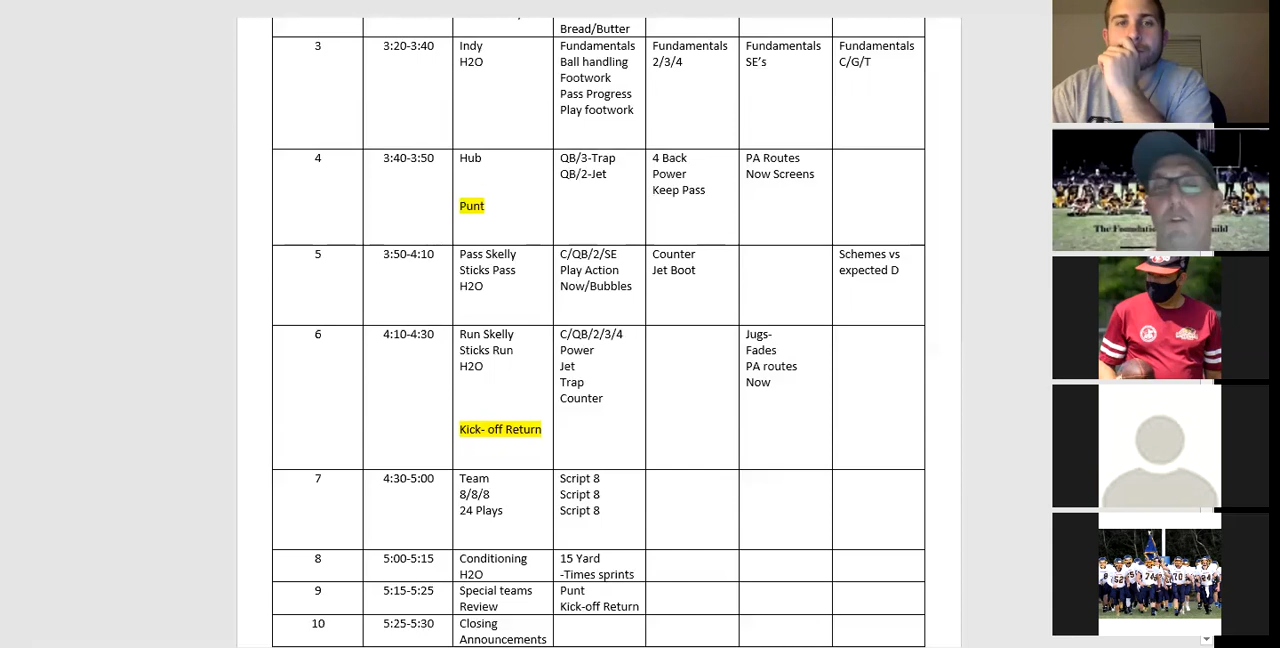 Bread/Butter
3 3:20-3:40 Indy Fundamentals Fundamentals Fundamentals Fundamentals
H2O Ball handling 2/3/4 SE's C/G/T
Footwork
Pass Progress
Play footwork
4 3:40-3:50 Hub QB/3-Trap 4 Back PA Routes
QB/2-Jet Power Now Screens
Keep Pass
Punt
5 3:50-4:10 Pass Skelly C/QB/2/SE Counter Schemes vs
Sticks Pass Play Action Jet Boot expected D
H2O Now/Bubbles
6 4:10-4:30 Run Skelly C/QB/2/3/4 Jugs-
Sticks Run Power Fades
H2O Jet PA routes
Trap Now
Counter
Kick- off Return
7 4:30-5:00 Team Script 8
8/8/8 Script 8
24 Plays Script 8
8 5:00-5:15 Conditioning 15 Yard
H2O -Times sprints
9 5:15-5:25 Special teams Punt
Review Kick-off Return
10 5:25-5:30 Closing
Announcements
The
74
70